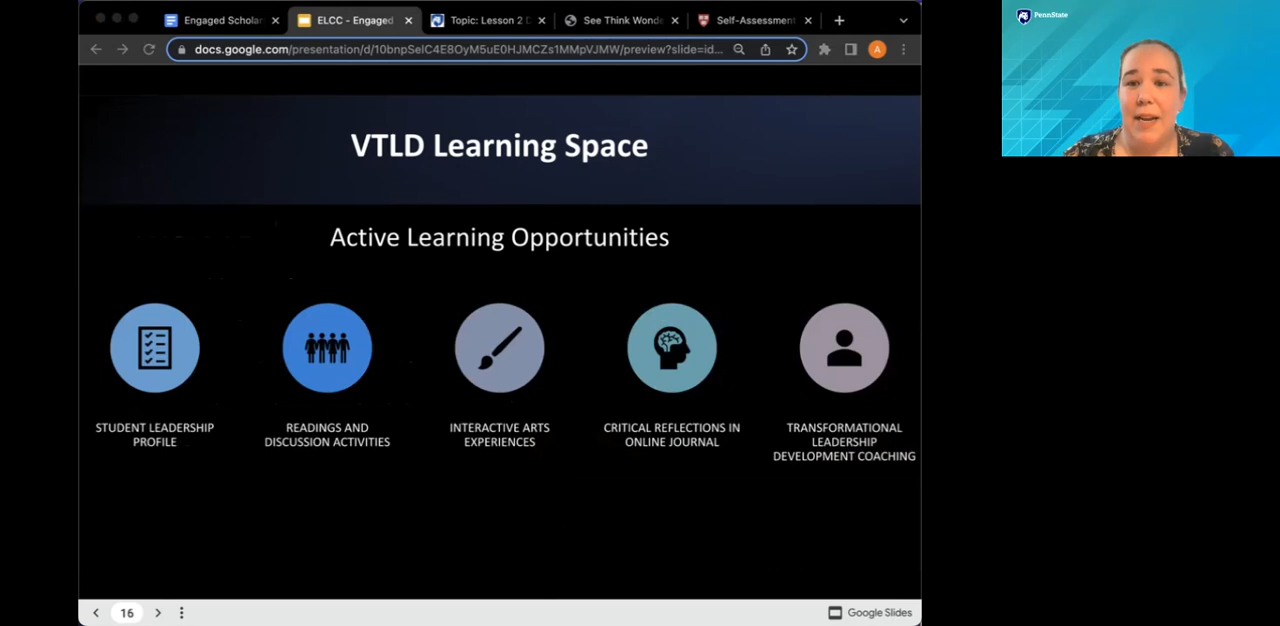 Engaged Scholar
ELCC - Engaged
Topic: Lesson 2 D
See Think Wonde
Self-Assessment
docs.google.com/presentation/d/10bnpSelC4E8OyM5uE0HJMCZs1MMpVJMW/preview?slide=id...
A
PennState
VTLD Learning Space
Active Learning Opportunities
STUDENT LEADERSHIP
PROFILE
READINGS AND
DISCUSSION ACTIVITIES
INTERACTIVE ARTS
EXPERIENCES
CRITICAL REFLECTIONS IN
ONLINE JOURNAL
TRANSFORMATIONAL
LEADERSHIP
DEVELOPMENT COACHING
16
Google Slides